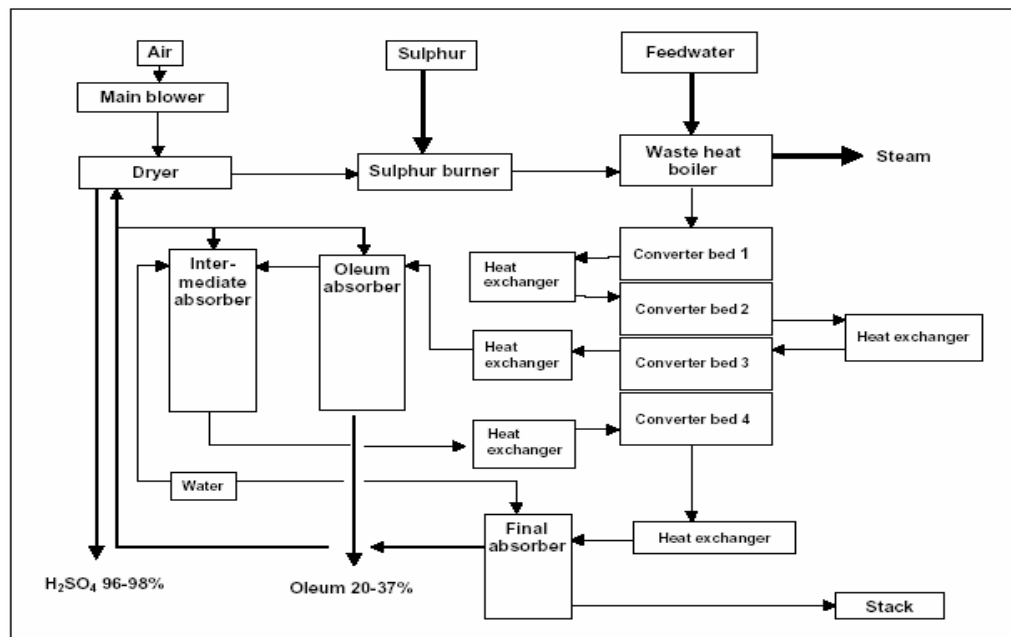 Air
Sulphur
Feedwater
Main blower
Dryer
Sulphur burner
Waste heat
boiler
Steam
Inter-
mediate
absorber
Oleum
absorber
Heat
exchanger
Converter bed 1
Converter bed 2
Heat exchanger
Heat
exchanger
Converter bed 3
Converter bed 4
Heat
exchanger
Water
Final
absorber
Heat exchanger
H₂SO₄ 96-98%
Oleum 20-37%
Stack